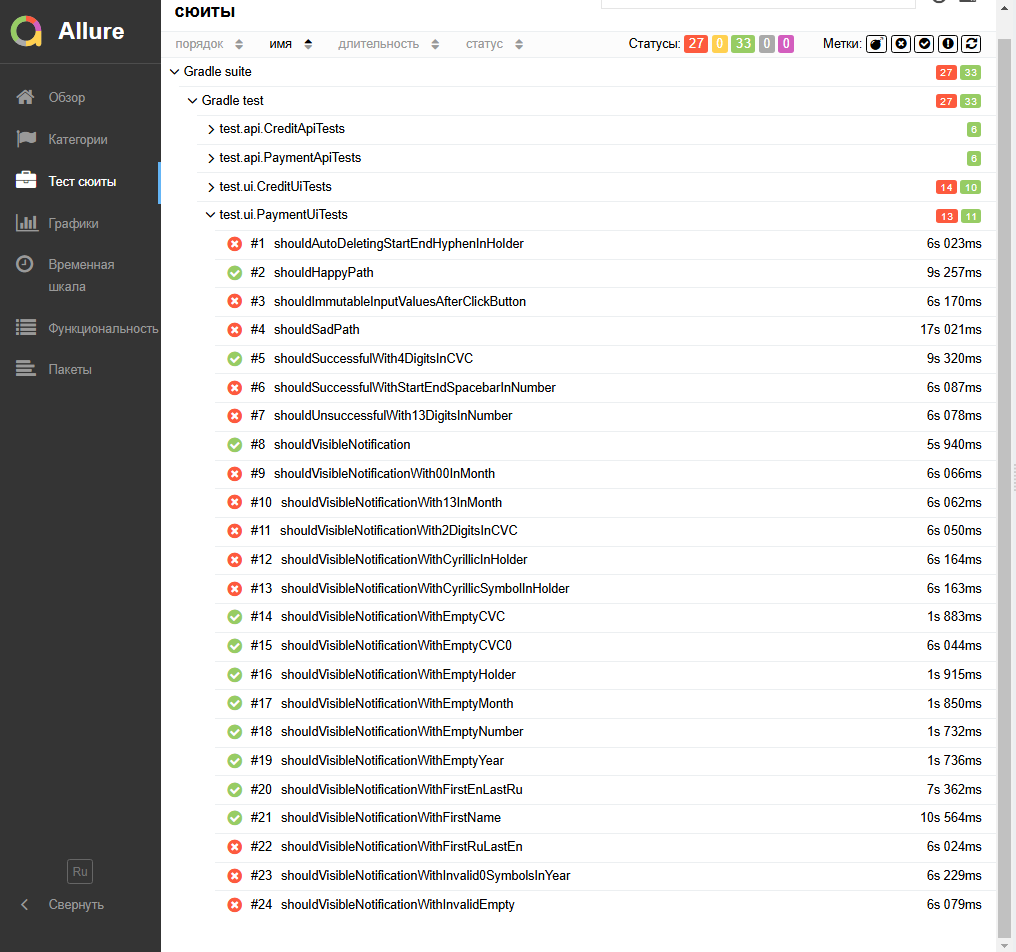 Allure
Обзор
Категории
Тест сюиты
Графики
Временная
шкала
Функциональность
Пакеты
Ru
Свернуть
сюиты
порядок имя длительность статус Статусы: 27 0 33 0 0 Метки:
Gradle suite 27 33
Gradle test 27 33
test.api.CreditApiTests 6
test.api.PaymentApiTests 6
test.ui.CreditUiTests 14 10
test.ui.PaymentUiTests 13 11
#1 shouldAutoDeletingStartEndHyphenInHolder 6s 023ms
#2 shouldHappyPath 9s 257ms
#3 shouldImmutableInputValuesAfterClickButton 6s 170ms
#4 shouldSadPath 17s 021ms
#5 shouldSuccessfulWith4DigitsInCVC 9s 320ms
#6 shouldSuccessfulWithStartEndSpacebarInNumber 6s 087ms
#7 shouldUnsuccessfulWith13DigitsInNumber 6s 078ms
#8 shouldVisibleNotification 5s 940ms
#9 shouldVisibleNotificationWith00InMonth 6s 066ms
#10 shouldVisibleNotificationWith13InMonth 6s 062ms
#11 shouldVisibleNotificationWith2DigitsInCVC 6s 050ms
#12 shouldVisibleNotificationWithCyrillicInHolder 6s 164ms
#13 shouldVisibleNotificationWithCyrillicSymbolInHolder 6s 163ms
#14 shouldVisibleNotificationWithEmptyCVC 1s 883ms
#15 shouldVisibleNotificationWithEmptyCVC0 6s 044ms
#16 shouldVisibleNotificationWithEmptyHolder 1s 915ms
#17 shouldVisibleNotificationWithEmptyMonth 1s 850ms
#18 shouldVisibleNotificationWithEmptyNumber 1s 732ms
#19 shouldVisibleNotificationWithEmptyYear 1s 736ms
#20 shouldVisibleNotificationWithFirstEnLastRu 7s 362ms
#21 shouldVisibleNotificationWithFirstName 10s 564ms
#22 shouldVisibleNotificationWithFirstRuLastEn 6s 024ms
#23 shouldVisibleNotificationWithInvalid0SymbolsInYear 6s 229ms
#24 shouldVisibleNotificationWithInvalidEmpty 6s 079ms